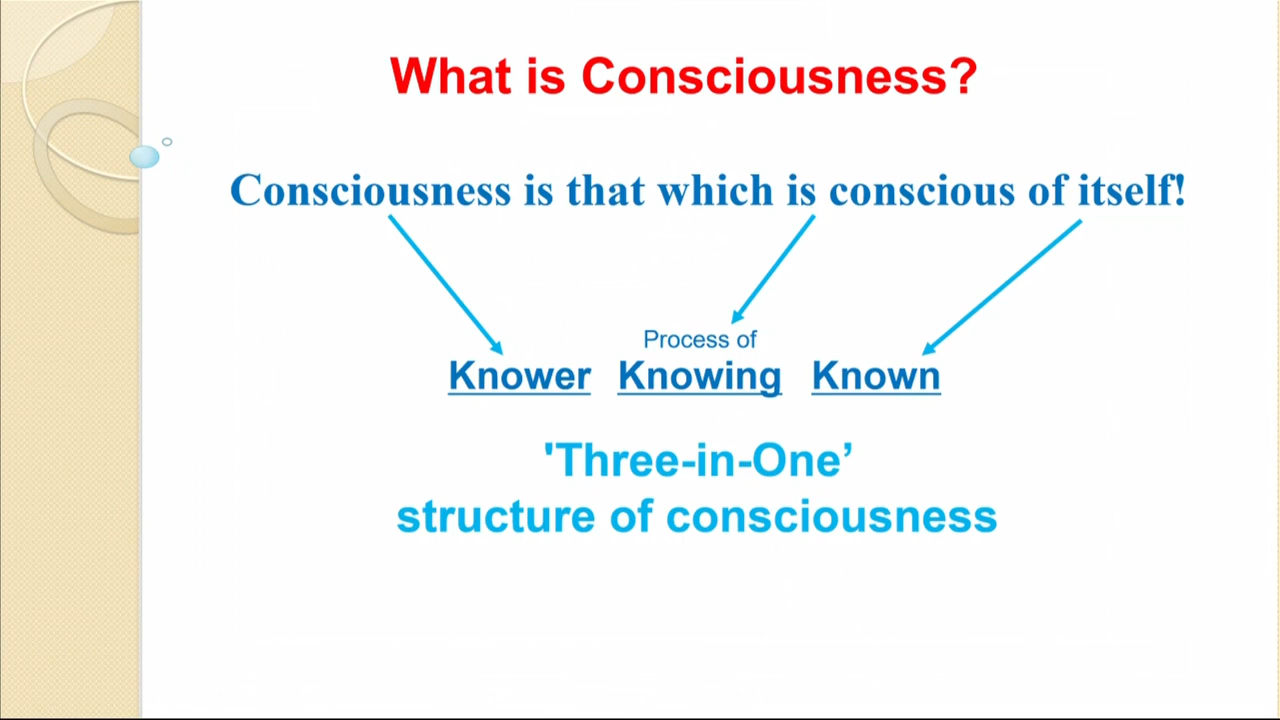 What is Consciousness?
Consciousness is that which is conscious of itself!
Process of
Knower Knowing Known
'Three-in-One’
structure of consciousness